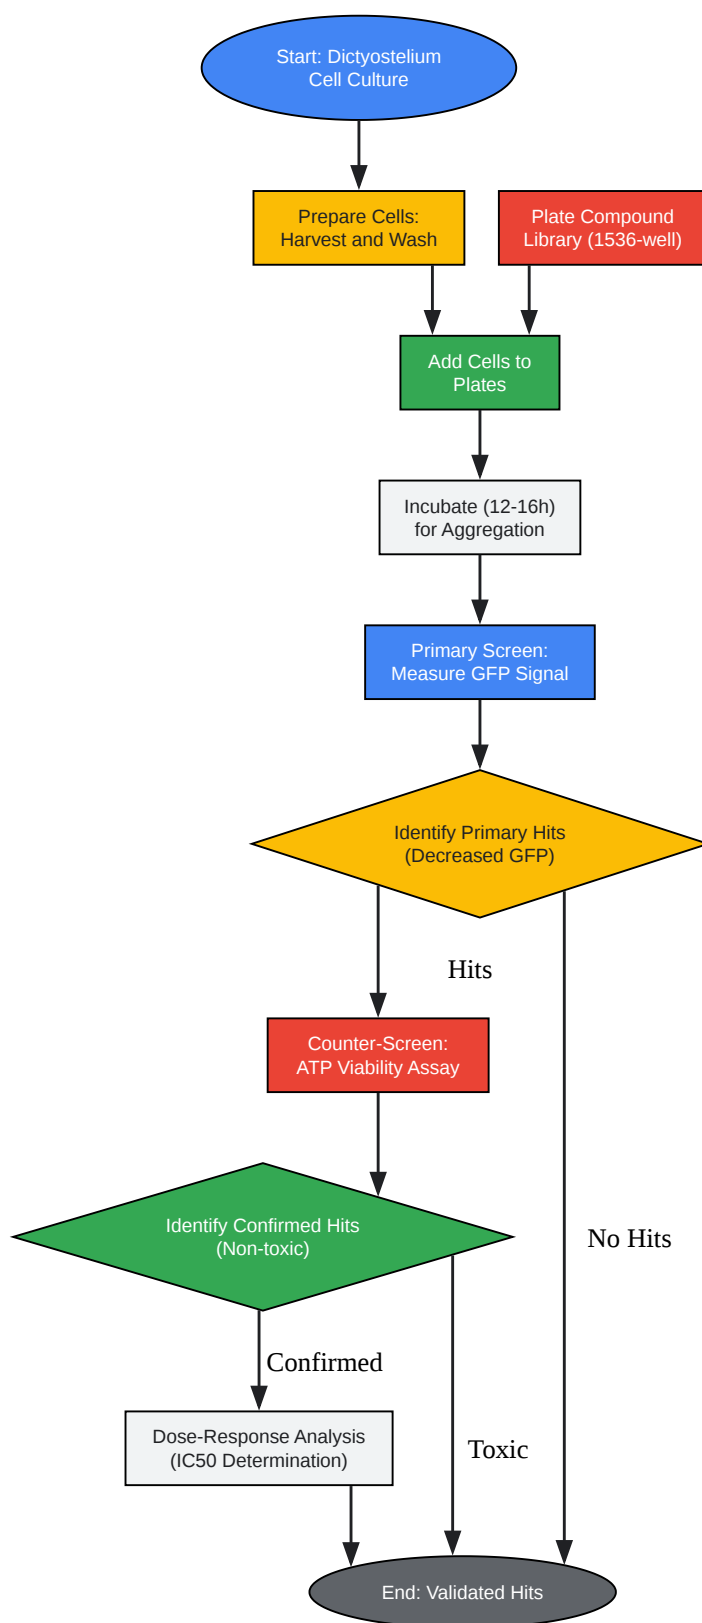 Start: Dictyostelium
Cell Culture
Prepare Cells:
Harvest and Wash
Plate Compound
Library (1536-well)
Add Cells to
Plates
Incubate (12-16h)
for Aggregation
Primary Screen:
Measure GFP Signal
Identify Primary Hits
(Decreased GFP)
Hits
Counter-Screen:
ATP Viability Assay
Identify Confirmed Hits
(Non-toxic)
No Hits
Confirmed
Dose-Response Analysis
(IC50 Determination)
Toxic
End: Validated Hits